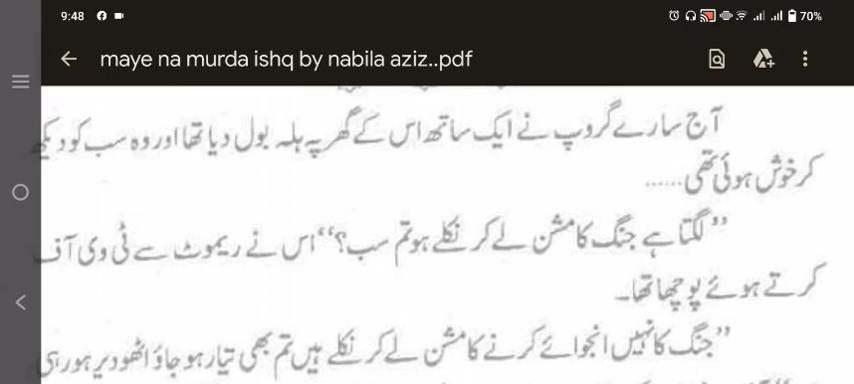 9:48
70%
maye na murda ishq by nabila aziz..pdf
آج سارے گروپ نے ایک ساتھ اس کے گھر پہ ہلہ بول دیا تھا اور وہ سب کو دیکھ
کر خوش ہوئی تھی......
”لگتا ہے جنگ کا مشن لے کر نکلے ہو تم سب؟“ اس نے ریموٹ سے ٹی وی آف
کرتے ہوئے پوچھا تھا۔
”جنگ کا نہیں انجوائے کرنے کا مشن لے کر نکلے ہیں تم بھی تیار ہو جاؤ اٹھو دیر ہو رہی